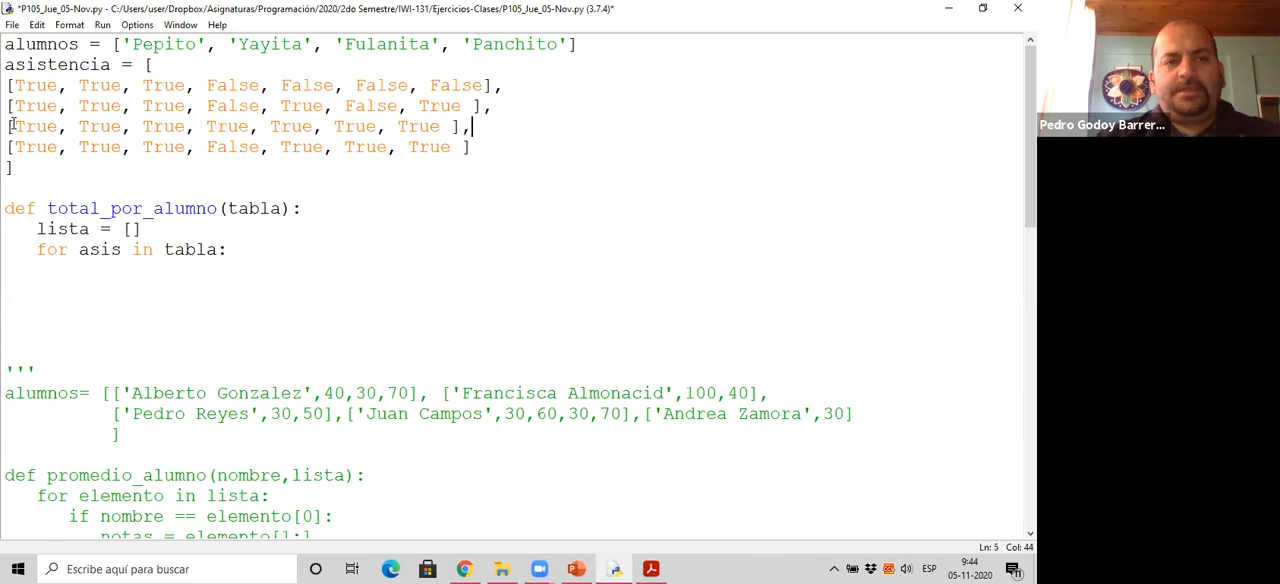 *P105_Jue_05-Nov.py - C:/Users/user/Dropbox/Asignaturas/Programación/2020/2do Semestre/IWI-131/Ejercicios-Clases/P105_Jue_05-Nov.py (3.7.4)*
File Edit Format Run Options Window Help
alumnos = ['Pepito', 'Yayita', 'Fulanita', 'Panchito']
asistencia = [
[True, True, True, False, False, False, False],
[True, True, True, False, True, False, True ],
[True, True, True, True, True, True, True ],
[True, True, True, False, True, True, True ]
]
def total_por_alumno(tabla):
lista = []
for asis in tabla:
'''
alumnos= [['Alberto Gonzalez',40,30,70], ['Francisca Almonacid',100,40],
['Pedro Reyes',30,50],['Juan Campos',30,60,30,70],['Andrea Zamora',30]
]
def promedio_alumno(nombre,lista):
for elemento in lista:
if nombre == elemento[0]:
notas = elemento[1:]
Pedro Godoy Barrer...
Ln: 5 Col: 44
Escribe aquí para buscar
ESP
9:44
05-11-2020